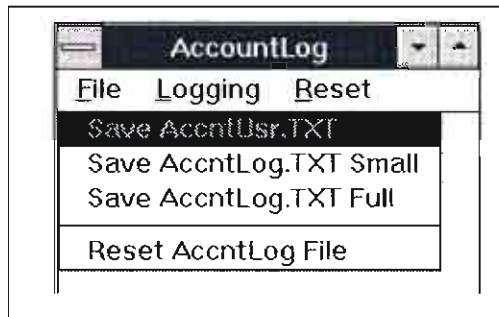 AccountLog
File Logging Reset
Save AccntUsr.TXT
Save AccntLog.TXT Small
Save AccntLog.TXT Full
Reset AccntLog File